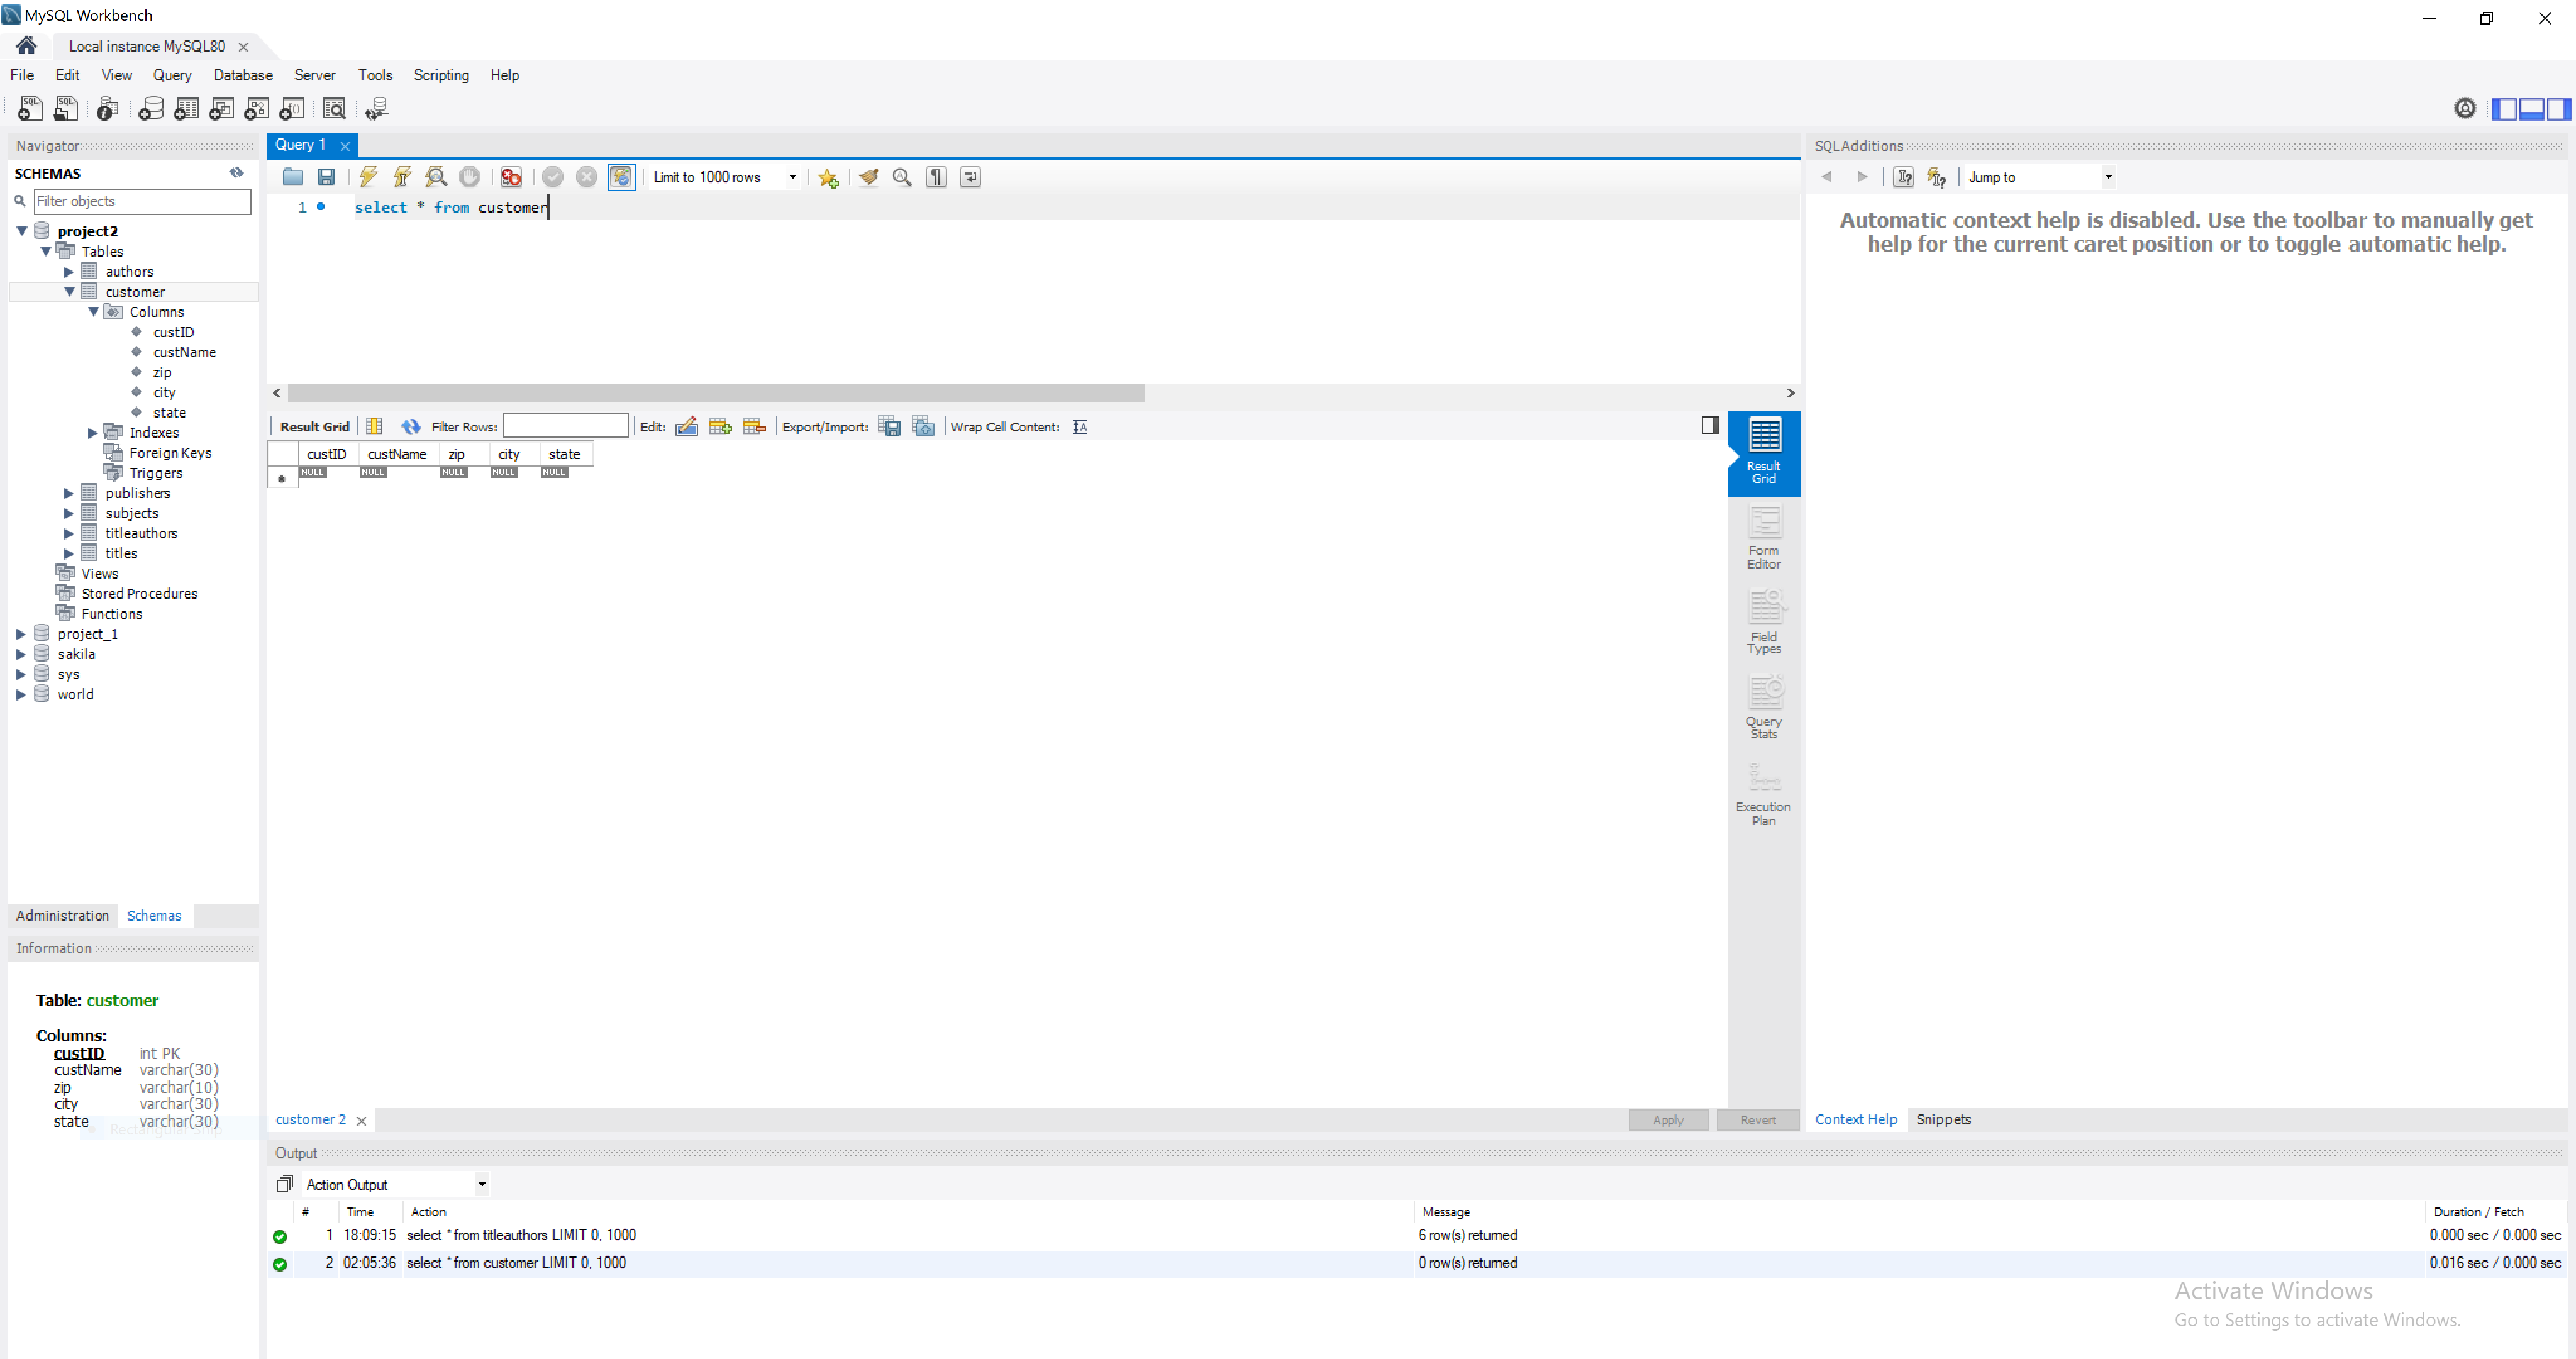 MySQL Workbench
Local instance MySQL80
File Edit View Query Database Server Tools Scripting Help
Navigator
SCHEMAS
Filter objects
project2
Tables
authors
customer
Columns
custID
custName
zip
city
state
Indexes
Foreign Keys
Triggers
publishers
subjects
titleauthors
titles
Views
Stored Procedures
Functions
project_1
sakila
sys
world
Administration Schemas
Information
Table: customer
Columns:
custID int PK
custName varchar(30)
zip varchar(10)
city varchar(30)
state varchar(30)
Query 1
Limit to 1000 rows
1 select * from customer
Result Grid Filter Rows: Edit: Export/Import: Wrap Cell Content:
custID custName zip city state
NULL NULL NULL NULL NULL
Result
Grid
Form
Editor
Field
Types
Query
Stats
Execution
Plan
customer 2 Apply Revert
SQLAdditions
Jump to
Automatic context help is disabled. Use the toolbar to manually get
help for the current caret position or to toggle automatic help.
Context Help Snippets
Output
Action Output
# Time Action Message Duration / Fetch
1 18:09:15 select * from titleauthors LIMIT 0, 1000 6 row(s) returned 0.000 sec / 0.000 sec
2 02:05:36 select * from customer LIMIT 0, 1000 0 row(s) returned 0.016 sec / 0.000 sec
Activate Windows
Go to Settings to activate Windows.